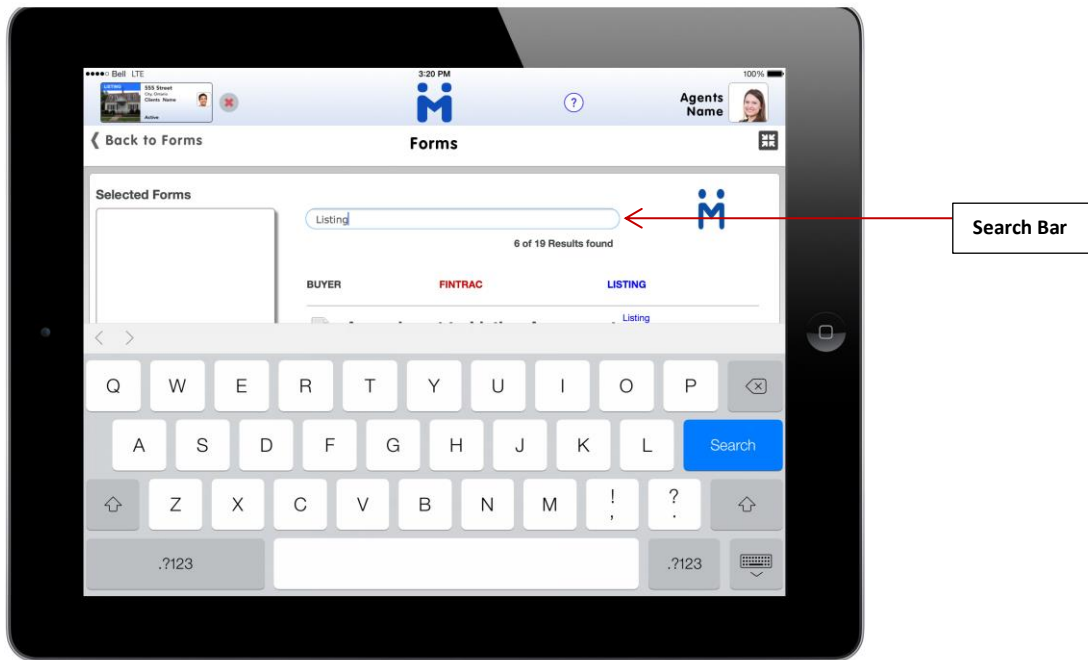 Bell LTE 3:20 PM 100%
LISTING 555 Street
City, Ontario
Clients Name
Active
?
Agents
Name
Back to Forms Forms
Selected Forms
Listing
Search Bar
6 of 19 Results found
BUYER FINTRAC LISTING
Listing
Q W E R T Y U I O P
A S D F G H J K L Search
Z X C V B N M ! , ? .
.?123 .?123